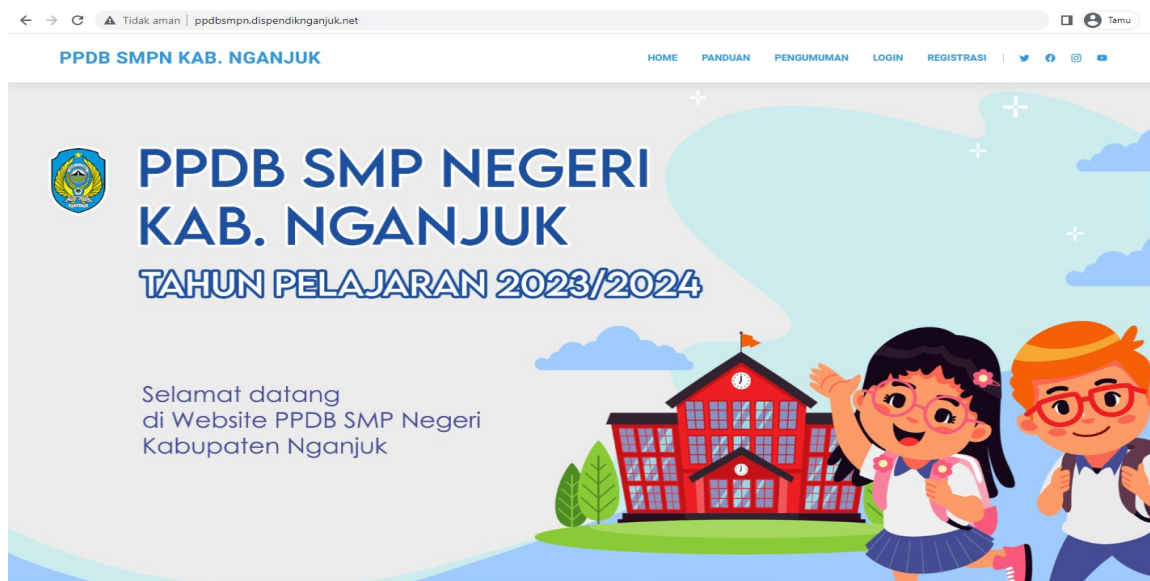 Tidak aman | ppdbsmpn.dispendiknganjuk.net
Tamu
PPDB SMPN KAB. NGANJUK
HOME PANDUAN PENGUMUMAN LOGIN REGISTRASI
PPDB SMP NEGERI
KAB. NGANJUK
TAHUN PELAJARAN 2023/2024
Selamat datang
di Website PPDB SMP Negeri
Kabupaten Nganjuk